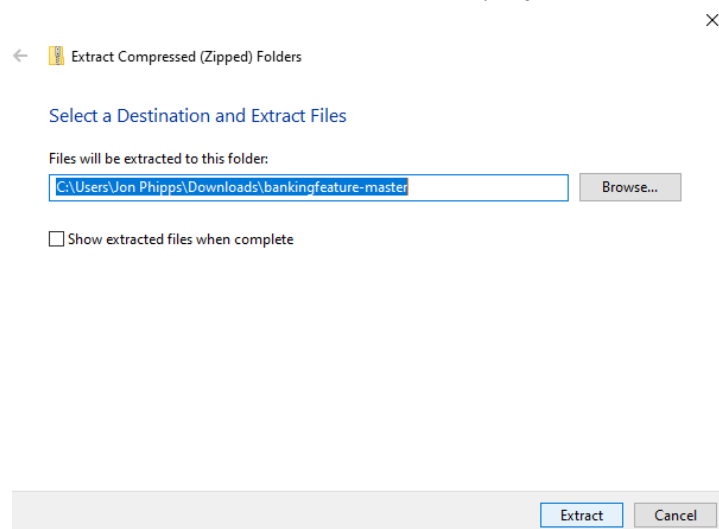 Extract Compressed (Zipped) Folders
Select a Destination and Extract Files
Files will be extracted to this folder:
C:\Users\Jon Phipps\Downloads\bankingfeature-master
Browse...
Show extracted files when complete
Extract
Cancel